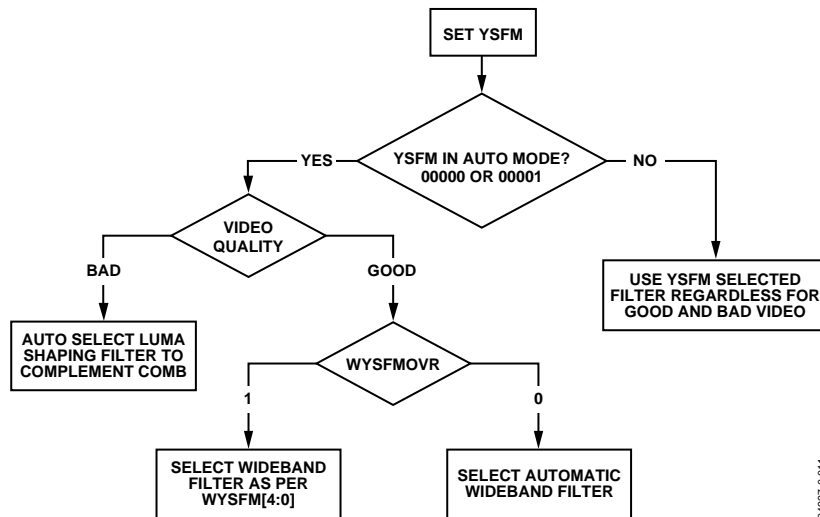 SET YSFM
YSFM IN AUTO MODE?
00000 OR 00001
YES
NO
VIDEO
QUALITY
BAD
GOOD
USE YSFM SELECTED
FILTER REGARDLESS FOR
GOOD AND BAD VIDEO
AUTO SELECT LUMA
SHAPING FILTER TO
COMPLEMENT COMB
WYSFMOVR
1
0
SELECT WIDEBAND
FILTER AS PER
WYSFM[4:0]
SELECT AUTOMATIC
WIDEBAND FILTER